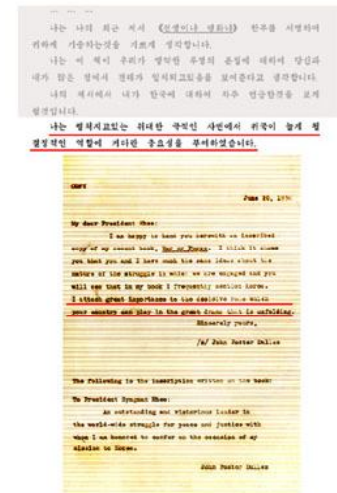 ... ... ...
나는 나의 최근 저서 《전쟁이냐 평화냐》 한부를 서명하여
귀하에 기증하는것을 기쁘게 생각합니다.
나는 이 책이 우리가 벌이는 투쟁의 본질에 대하여 당신과
내가 많은 점에서 견해가 일치되고있음을 보여준다고 생각합니다.
나의 저서에서 내가 한국에 대하여 자주 언급한것을 보게
될것입니다.
나는 펼쳐지고있는 위대한 극적인 사변에서 귀국이 놀게 될
결정적인 역할에 커다란 중요성을 부여하였습니다.
COPY
June 20, 1950
My dear President Rhee:
I am happy to hand you herewith an inscribed
copy of my recent book, War or Peace. I think it shows
you that you and I have much the same ideas about the
nature of the struggle in which we are engaged and you
will see that in my book I frequently mention Korea.
I attach great importance to the decisive role which
your country can play in the great drama that is unfolding.
Sincerely yours,
/s/ John Foster Dulles
The following is the inscription written on the book:
To President Syngman Rhee:
An outstanding and victorious leader in
the world-wide struggle for peace and justice with
whom I am honored to confer on the occasion of my
mission to Korea.
John Foster Dulles